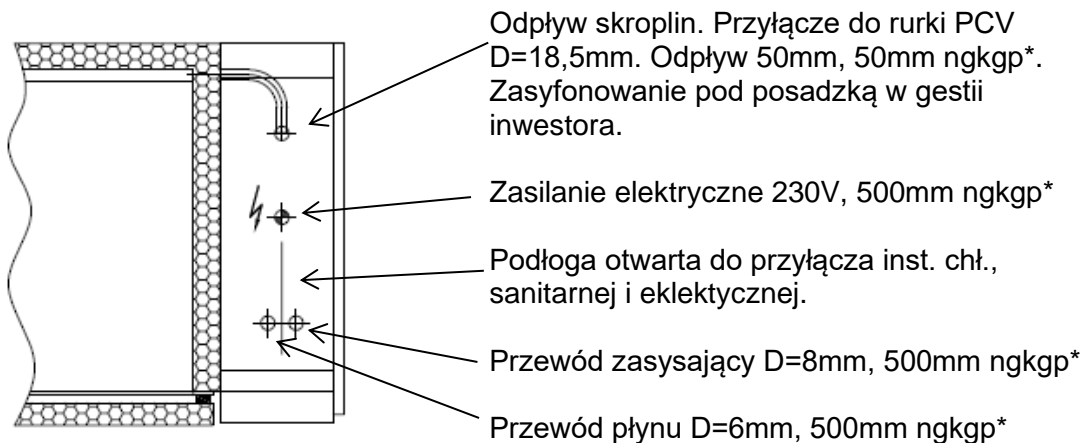 Odpływ skroplin. Przyłącze do rurki PCV
D=18,5mm. Odpływ 50mm, 50mm ngkgp*.
Zasyfonowanie pod posadzką w gestii
inwestora.
Zasilanie elektryczne 230V, 500mm ngkgp*
Podłoga otwarta do przyłącza inst. chł.,
sanitarnej i eklektycznej.
Przewód zasysający D=8mm, 500mm ngkgp*
Przewód płynu D=6mm, 500mm ngkgp*